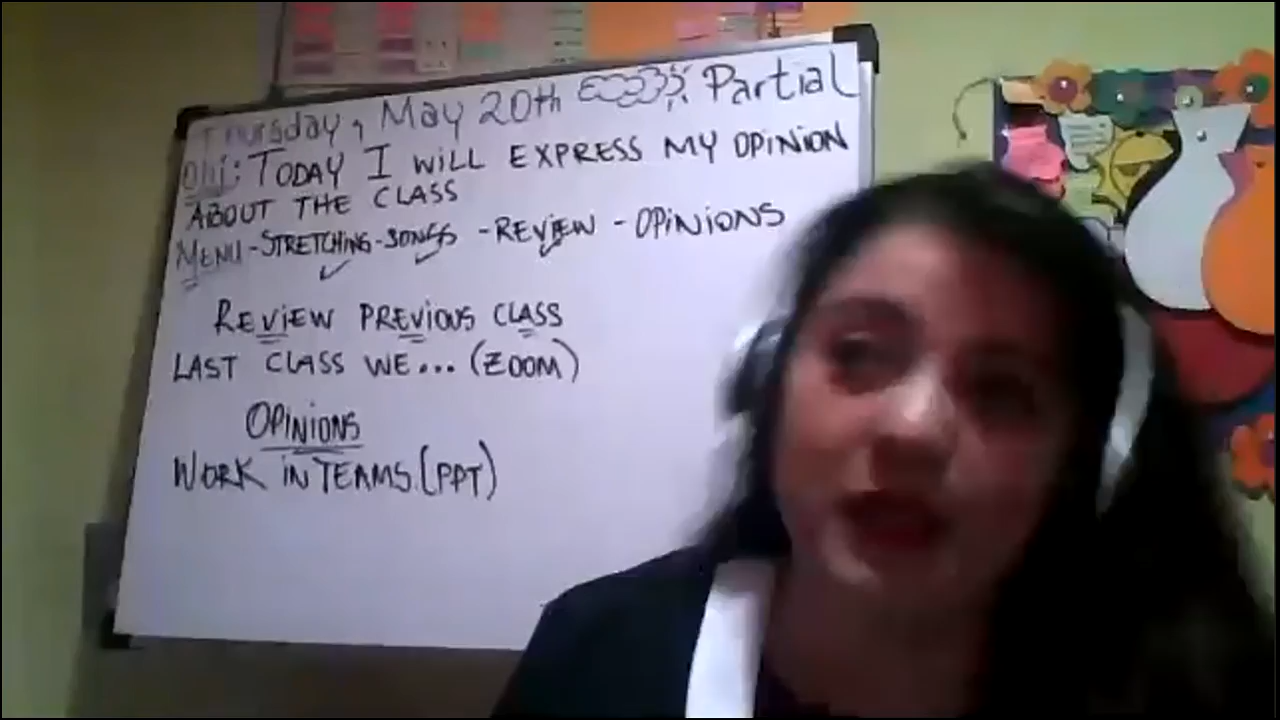 Thursday, May 20th Partial
Obj: TODAY I WILL EXPRESS MY OPINION
ABOUT THE CLASS
MENU - STRETCHING - SONGS - REVIEW - OPINIONS
REVIEW PREVIOUS CLASS
LAST CLASS WE... (ZOOM)
OPINIONS
WORK IN TEAMS. (PPT)